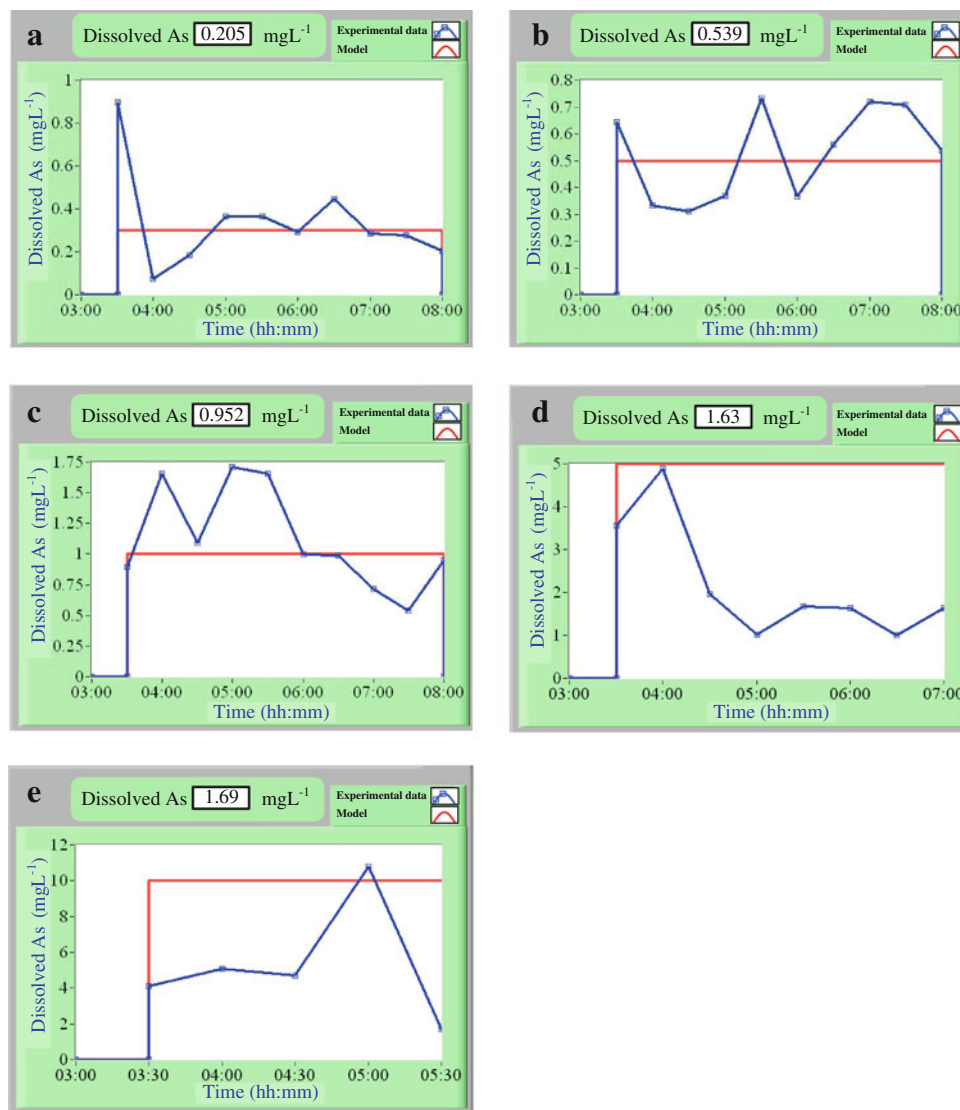 a
Dissolved As 0.205 mgL⁻¹
Experimental data
Model
Dissolved As (mgL⁻¹)
1
0.8
0.6
0.4
0.2
0
03:00 04:00 05:00 06:00 07:00 08:00
Time (hh:mm)
b
Dissolved As 0.539 mgL⁻¹
Experimental data
Model
Dissolved As (mgL⁻¹)
0.8
0.7
0.6
0.5
0.4
0.3
0.2
0.1
0
03:00 04:00 05:00 06:00 07:00 08:00
Time (hh:mm)
c
Dissolved As 0.952 mgL⁻¹
Experimental data
Model
Dissolved As (mgL⁻¹)
1.75
1.5
1.25
1
0.75
0.5
0.25
0
03:00 04:00 05:00 06:00 07:00 08:00
Time (hh:mm)
d
Dissolved As 1.63 mgL⁻¹
Experimental data
Model
Dissolved As (mgL⁻¹)
5
4
3
2
1
0
03:00 04:00 05:00 06:00 07:00
Time (hh:mm)
e
Dissolved As 1.69 mgL⁻¹
Experimental data
Model
Dissolved As (mgL⁻¹)
12
10
8
6
4
2
0
03:00 03:30 04:00 04:30 05:00 05:30
Time (hh:mm)